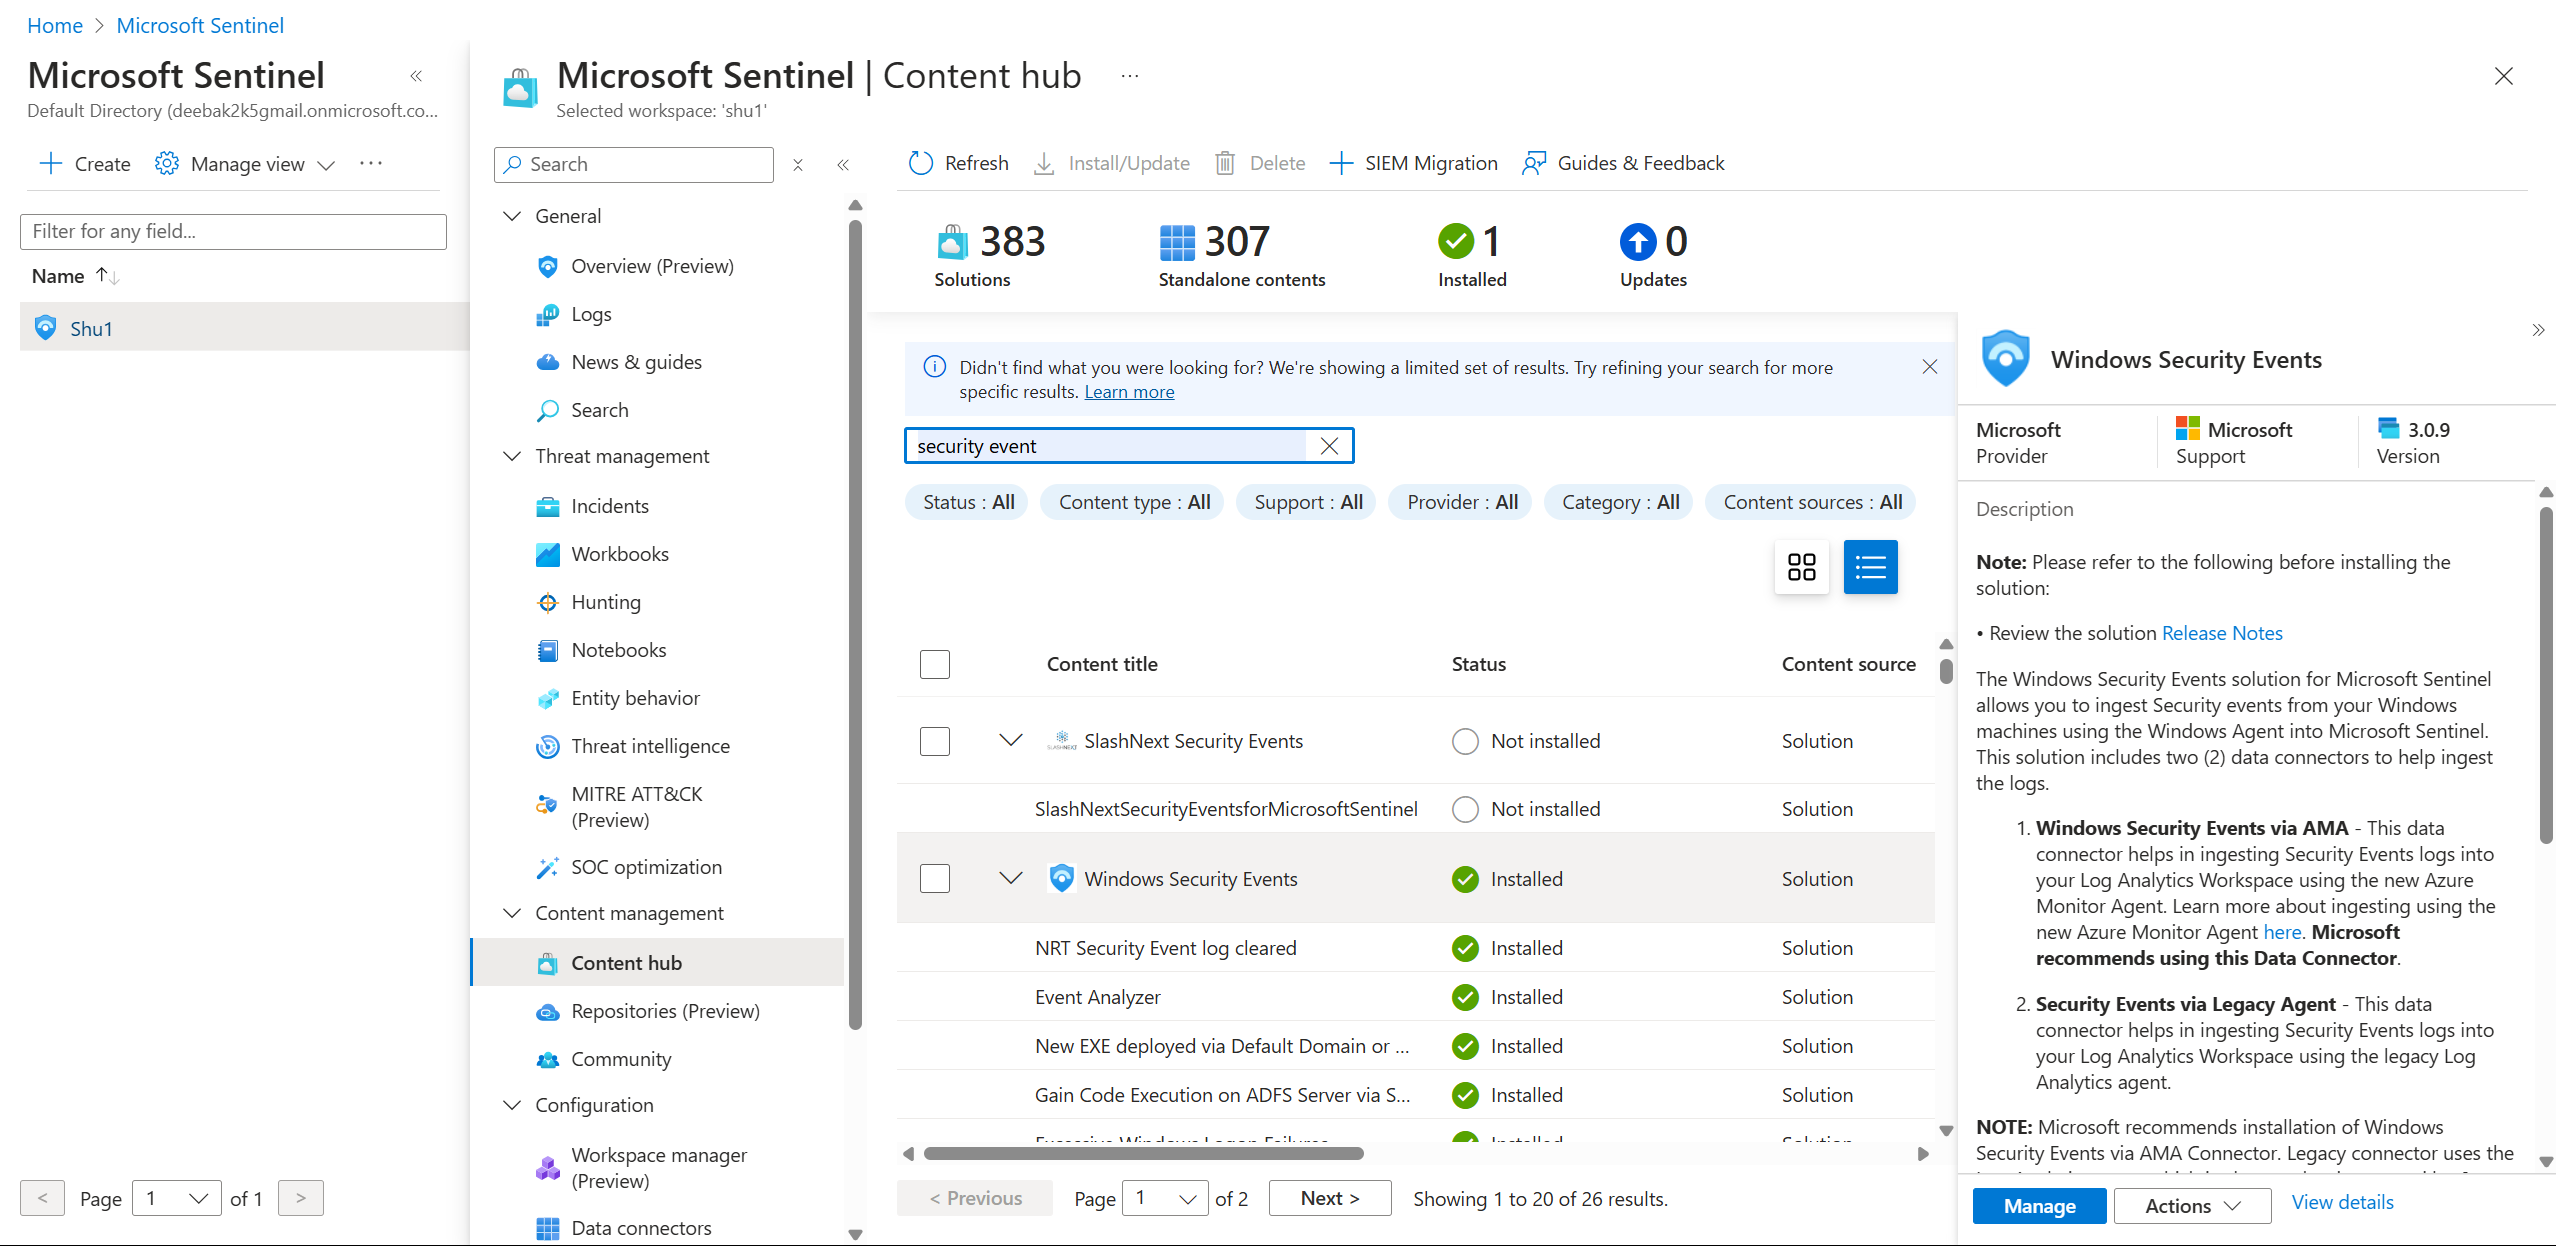 Home > Microsoft Sentinel
Microsoft Sentinel
Default Directory (deebak2k5gmail.onmicrosoft.co...
Create
Manage view
Filter for any field...
Name
Shu1
Page 1 of 1
Microsoft Sentinel | Content hub
Selected workspace: 'shu1'
Search
General
Overview (Preview)
Logs
News & guides
Search
Threat management
Incidents
Workbooks
Hunting
Notebooks
Entity behavior
Threat intelligence
MITRE ATT&CK
(Preview)
SOC optimization
Content management
Content hub
Repositories (Preview)
Community
Configuration
Workspace manager
(Preview)
Data connectors
Refresh
Install/Update
Delete
SIEM Migration
Guides & Feedback
383
Solutions
307
Standalone contents
1
Installed
0
Updates
Didn't find what you were looking for? We're showing a limited set of results. Try refining your search for more
specific results. Learn more
security event
Status : All
Content type : All
Support : All
Provider : All
Category : All
Content sources : All
Content title Status Content source
SlashNext Security Events Not installed Solution
SlashNextSecurityEventsforMicrosoftSentinel Not installed Solution
Windows Security Events Installed Solution
NRT Security Event log cleared Installed Solution
Event Analyzer Installed Solution
New EXE deployed via Default Domain or ... Installed Solution
Gain Code Execution on ADFS Server via S... Installed Solution
Excessive Windows Logon Failures Installed Solution
< Previous Page 1 of 2 Next > Showing 1 to 20 of 26 results.
Windows Security Events
Microsoft
Provider
Microsoft
Support
3.0.9
Version
Description
Note: Please refer to the following before installing the
solution:
• Review the solution Release Notes
The Windows Security Events solution for Microsoft Sentinel
allows you to ingest Security events from your Windows
machines using the Windows Agent into Microsoft Sentinel.
This solution includes two (2) data connectors to help ingest
the logs.
1. Windows Security Events via AMA - This data
connector helps in ingesting Security Events logs into
your Log Analytics Workspace using the new Azure
Monitor Agent. Learn more about ingesting using the
new Azure Monitor Agent here. Microsoft
recommends using this Data Connector.
2. Security Events via Legacy Agent - This data
connector helps in ingesting Security Events logs into
your Log Analytics Workspace using the legacy Log
Analytics agent.
NOTE: Microsoft recommends installation of Windows
Security Events via AMA Connector. Legacy connector uses the
Manage
Actions
View details